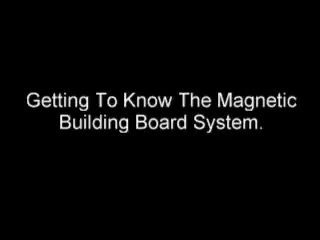 Getting To Know The Magnetic
Building Board System.